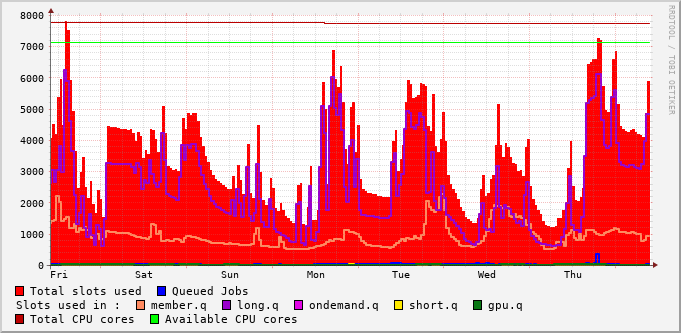 8000
7000
6000
5000
4000
3000
2000
1000
0
Fri Sat Sun Mon Tue Wed Thu
RRDTOOL / TOBI OETIKER
Total slots used Queued Jobs
Slots used in : member.q long.q ondemand.q short.q gpu.q
Total CPU cores Available CPU cores